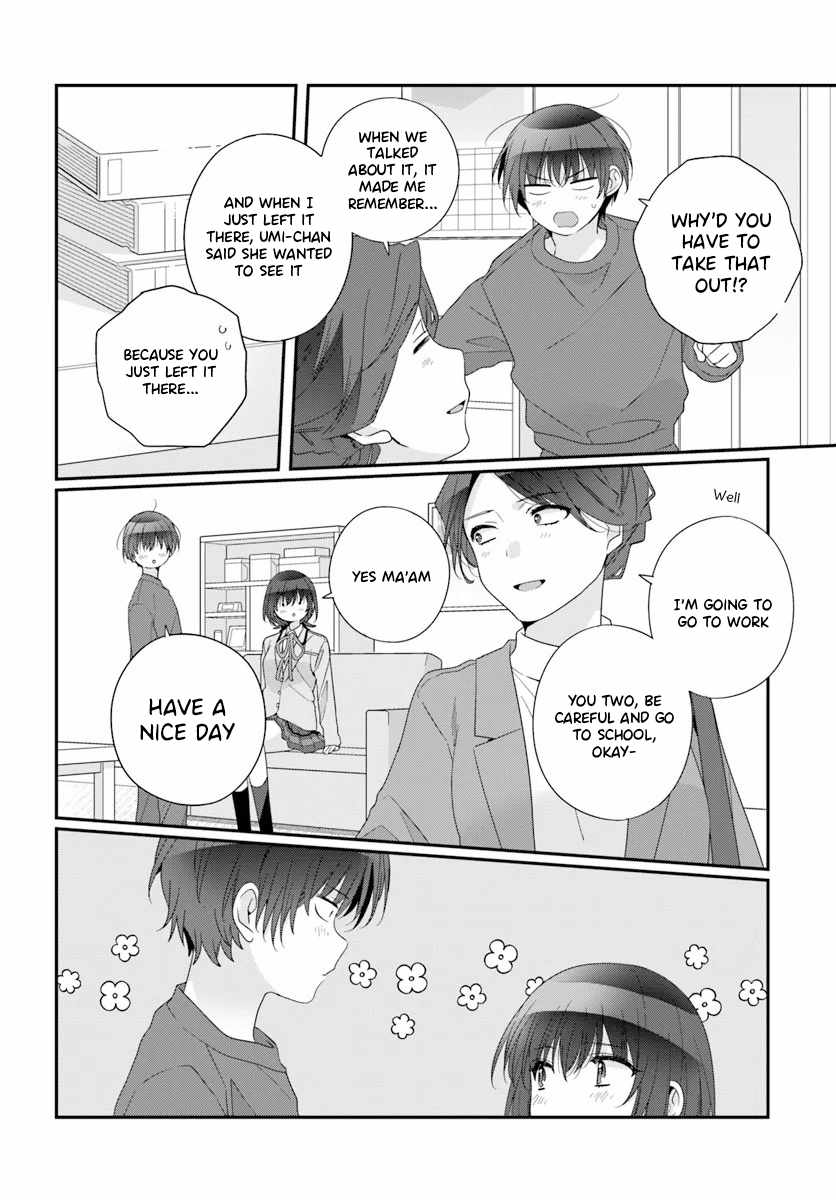 WHY'D YOU
HAVE TO
TAKE THAT
OUT!?
WHEN WE
TALKED
ABOUT IT, IT
MADE ME
REMEMBER...
AND WHEN I
JUST LEFT IT
THERE, UMI-CHAN
SAID SHE WANTED
TO SEE IT
BECAUSE YOU
JUST LEFT IT
THERE...
Well
I'M GOING TO
GO TO WORK
YOU TWO, BE
CAREFUL AND GO
TO SCHOOL,
OKAY-
YES MA'AM
HAVE A
NICE DAY